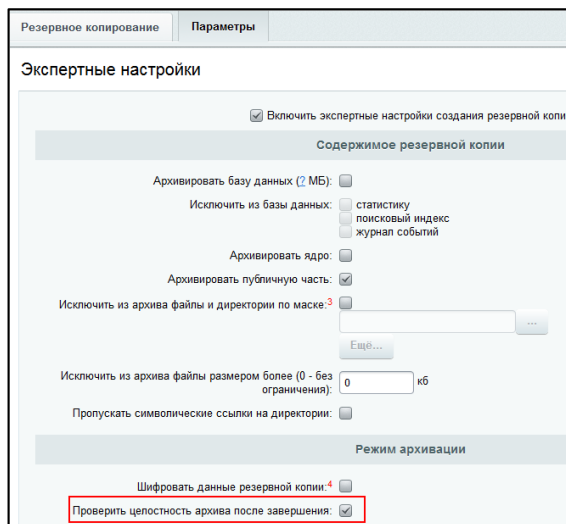 Резервное копирование Параметры
Экспертные настройки
Включить экспертные настройки создания резервной копи
Содержимое резервной копии
Архивировать базу данных (? МБ):
Исключить из базы данных: статистику
поисковый индекс
журнал событий
Архивировать ядро:
Архивировать публичную часть:
Исключить из архива файлы и директории по маске:3
...
Ещё...
Исключить из архива файлы размером более (0 - без
ограничения): 0 кб
Пропускать символические ссылки на директории:
Режим архивации
Шифровать данные резервной копии:4
Проверить целостность архива после завершения: